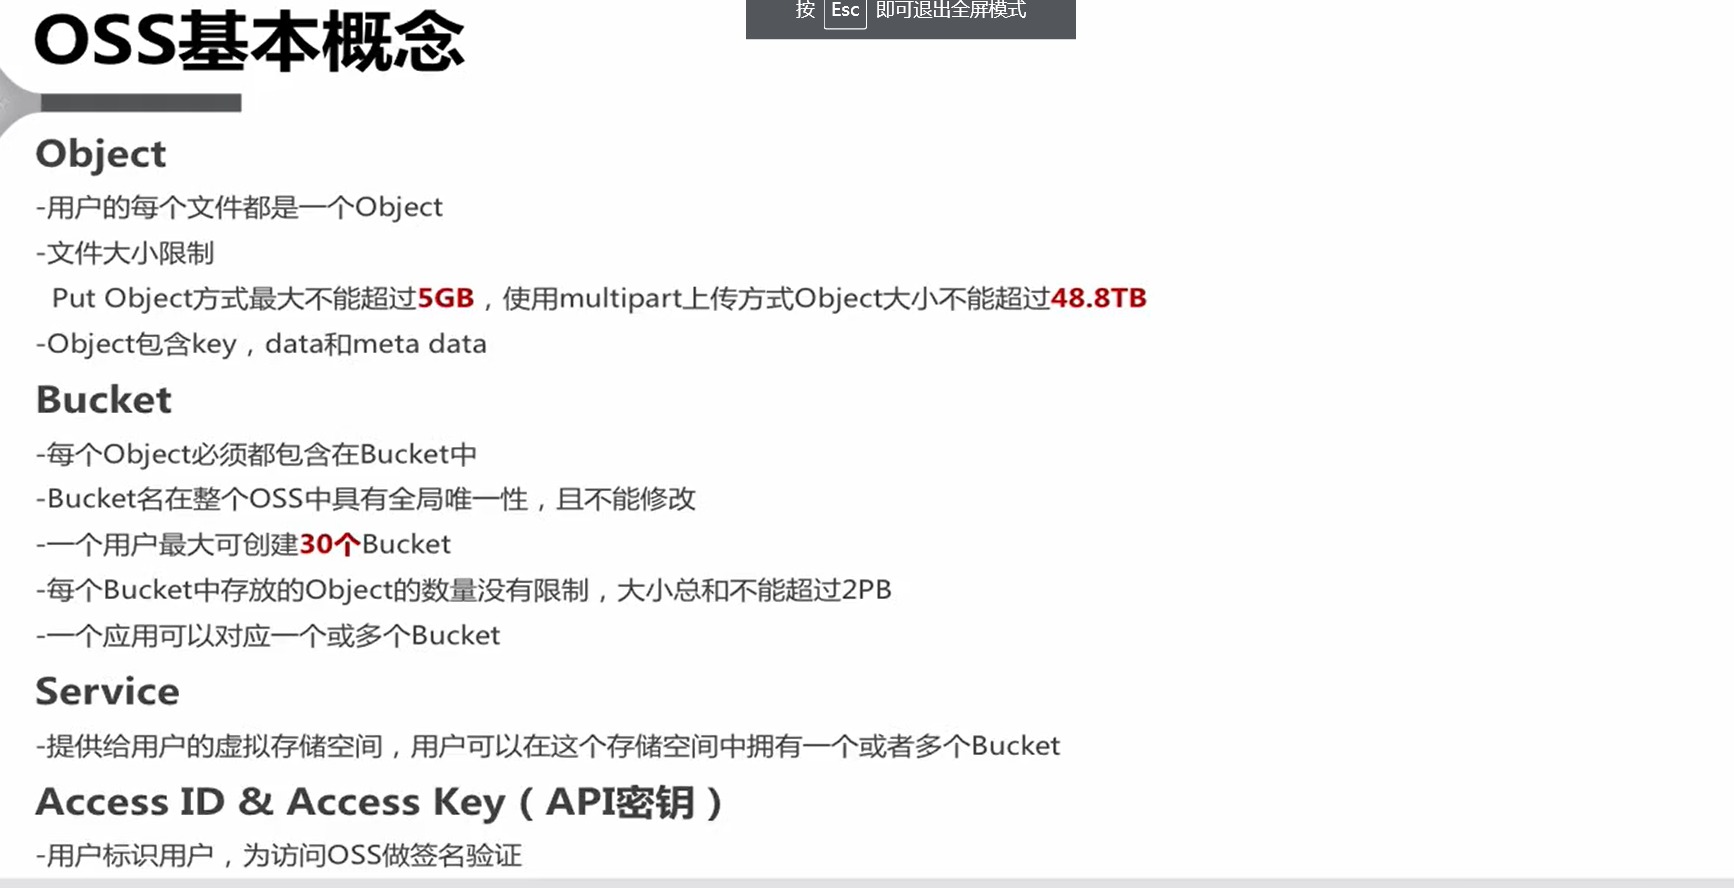 按 Esc 即可退出全屏模式
OSS基本概念
Object
-用户的每个文件都是一个Object
-文件大小限制
Put Object方式最大不能超过5GB，使用multipart上传方式Object大小不能超过48.8TB
-Object包含key，data和meta data
Bucket
-每个Object必须都包含在Bucket中
-Bucket名在整个OSS中具有全局唯一性，且不能修改
-一个用户最大可创建30个Bucket
-每个Bucket中存放的Object的数量没有限制，大小总和不能超过2PB
-一个应用可以对应一个或多个Bucket
Service
-提供给用户的虚拟存储空间，用户可以在这个存储空间中拥有一个或者多个Bucket
Access ID & Access Key（API密钥）
-用户标识用户，为访问OSS做签名验证